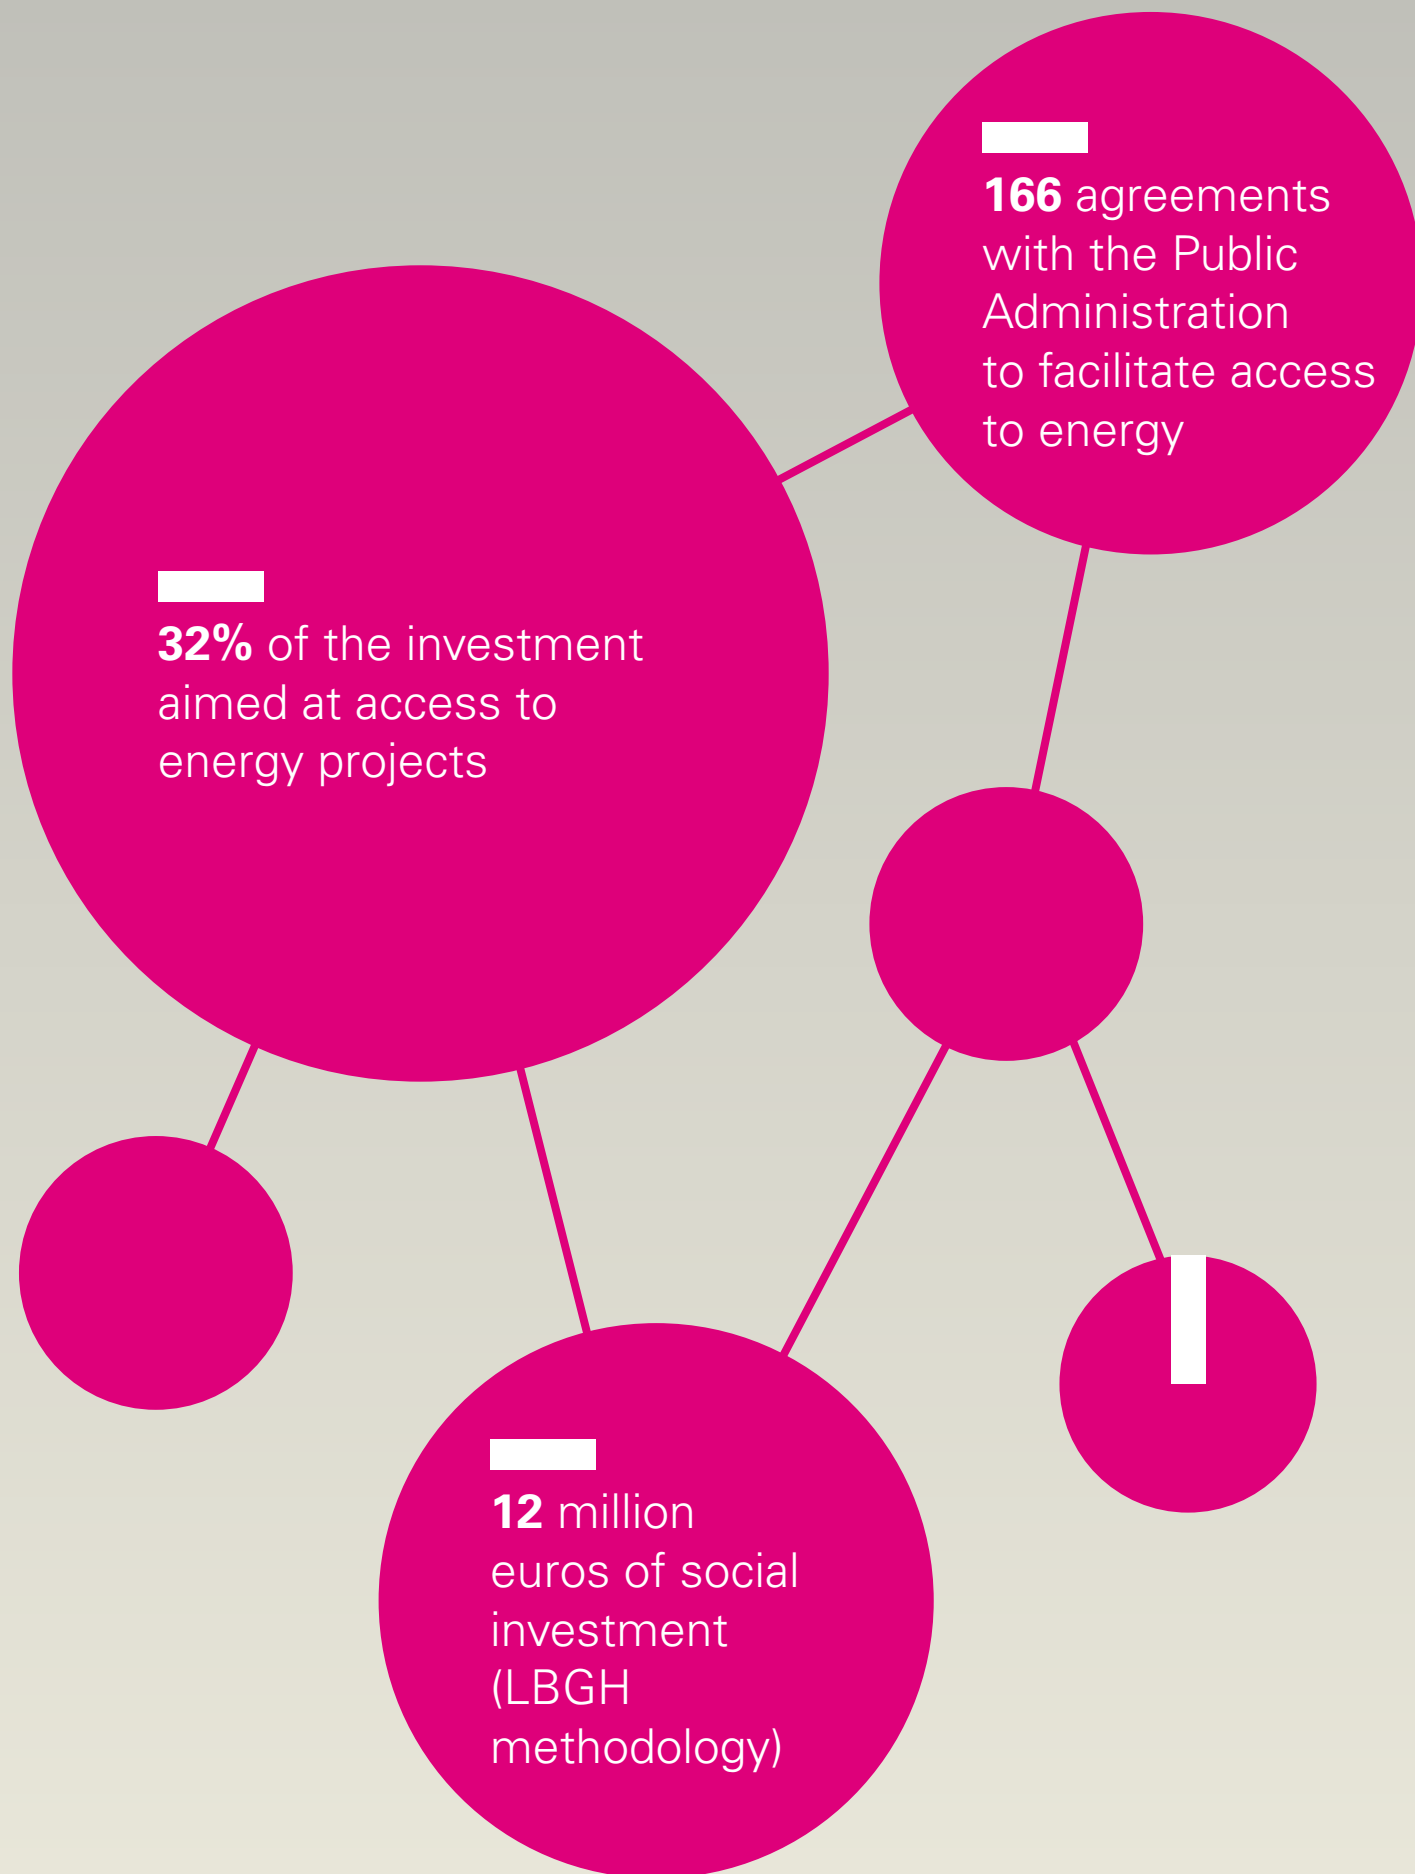 166 agreements
with the Public
Administration
to facilitate access
to energy
32% of the investment
aimed at access to
energy projects
12 million
euros of social
investment
(LBGH
methodology)